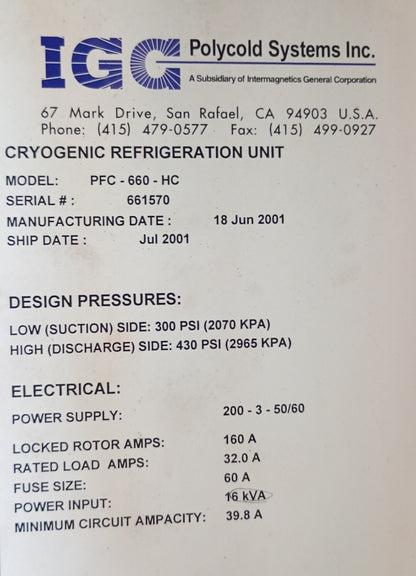 IGC Polycold Systems Inc.
A Subsidiary of Intermagnetics General Corporation
67 Mark Drive, San Rafael, CA 94903 U.S.A.
Phone: (415) 479-0577 Fax: (415) 499-0927
CRYOGENIC REFRIGERATION UNIT
MODEL: PFC - 660 - HC
SERIAL # : 661570
MANUFACTURING DATE : 18 Jun 2001
SHIP DATE : Jul 2001
DESIGN PRESSURES:
LOW (SUCTION) SIDE: 300 PSI (2070 KPA)
HIGH (DISCHARGE) SIDE: 430 PSI (2965 KPA)
ELECTRICAL:
POWER SUPPLY: 200 - 3 - 50/60
LOCKED ROTOR AMPS: 160 A
RATED LOAD AMPS: 32.0 A
FUSE SIZE: 60 A
POWER INPUT: 16 kVA
MINIMUM CIRCUIT AMPACITY: 39.8 A